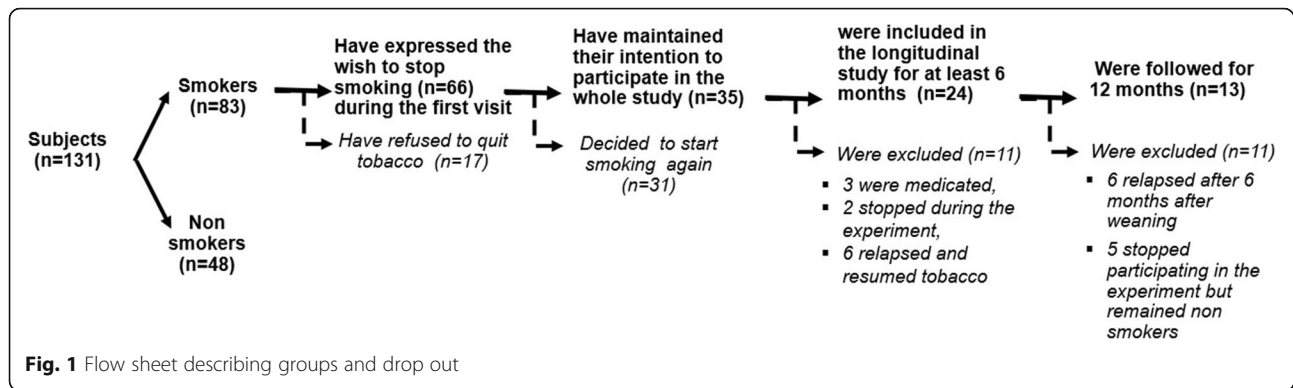 Subjects
(n=131)
Smokers
(n=83)
Non
smokers
(n=48)
Have expressed the
wish to stop
smoking (n=66)
during the first visit
Have refused to quit
tobacco (n=17)
Have maintained
their intention to
participate in the
whole study (n=35)
Decided to start
smoking again
(n=31)
were included in
the longitudinal
study for at least 6
months (n=24)
Were excluded (n=11)
▪ 3 were medicated,
▪ 2 stopped during the
experiment,
▪ 6 relapsed and
resumed tobacco
Were followed for
12 months (n=13)
Were excluded (n=11)
▪ 6 relapsed after 6
months after
weaning
▪ 5 stopped
participating in the
experiment but
remained non
smokers
Fig. 1 Flow sheet describing groups and drop out